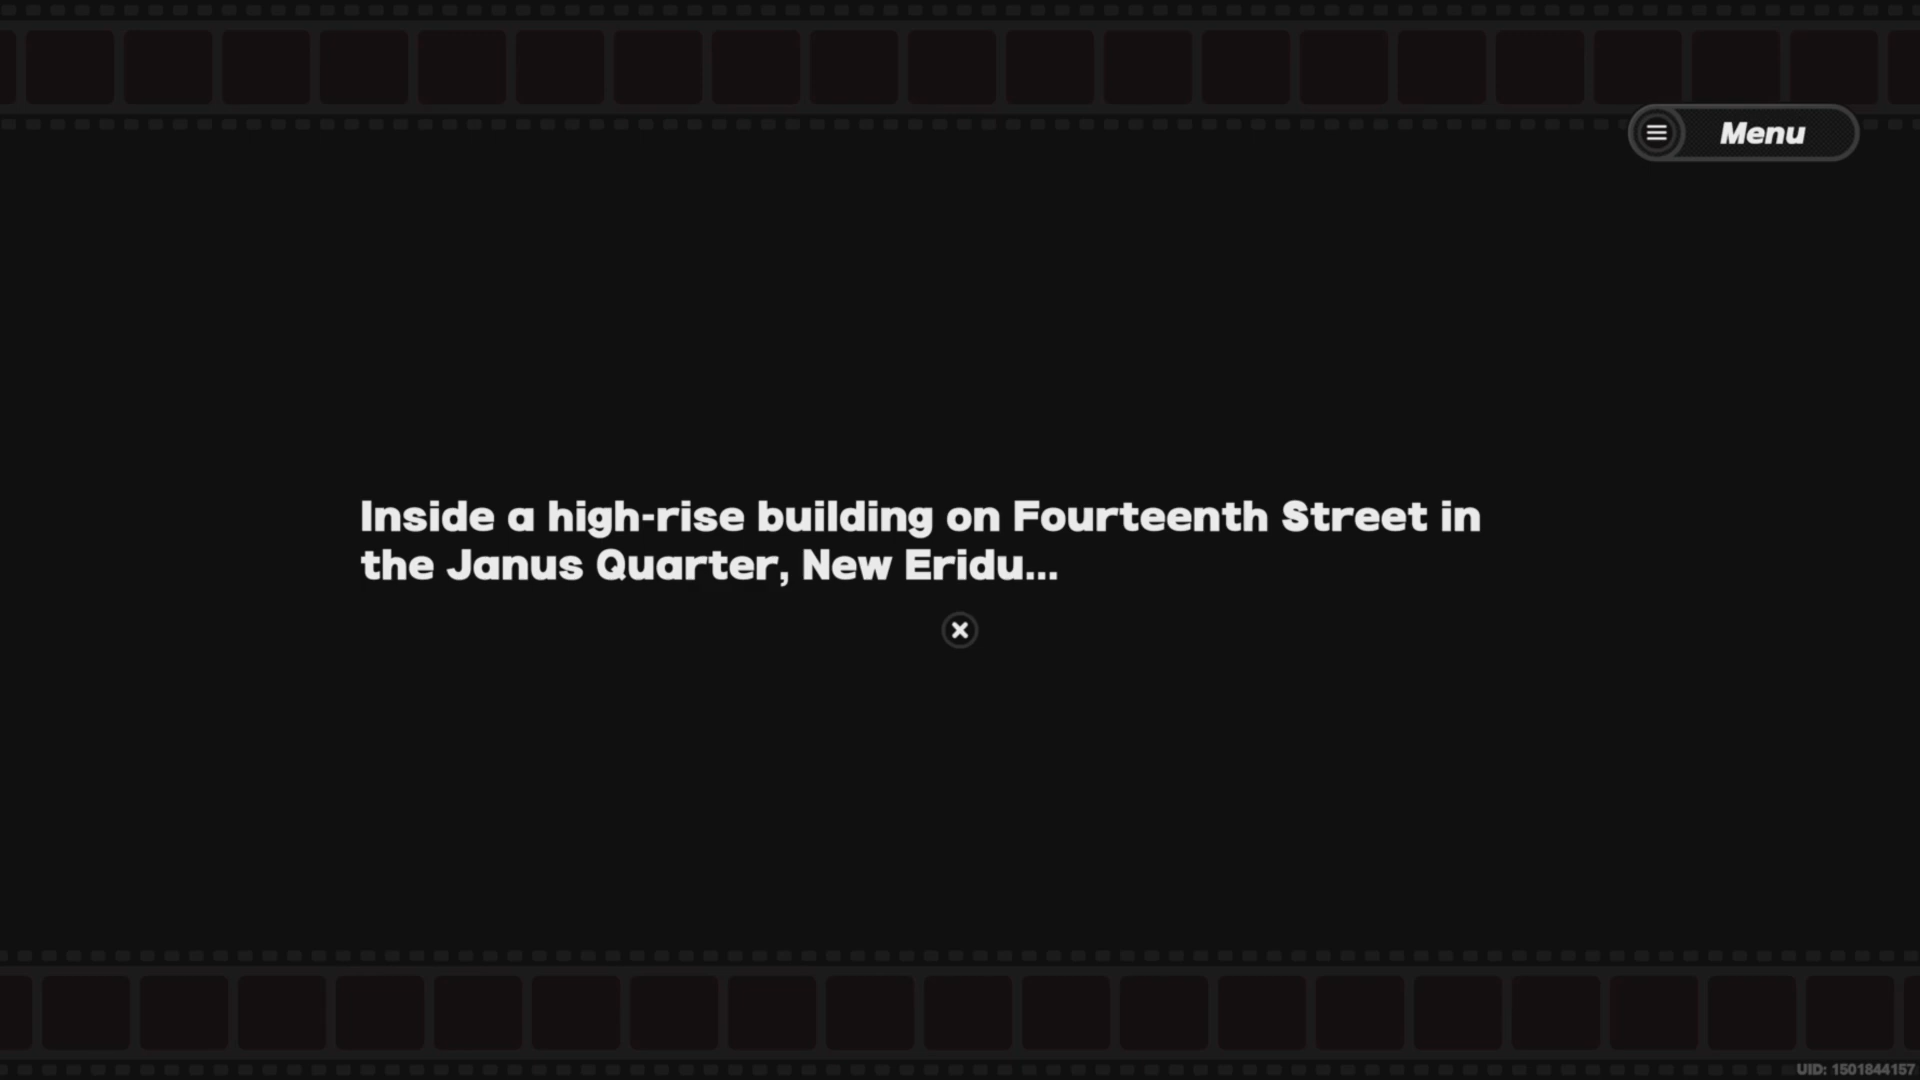 Menu
Inside a high-rise building on Fourteenth Street in
the Janus Quarter, New Eridu...
UID: 1501844157